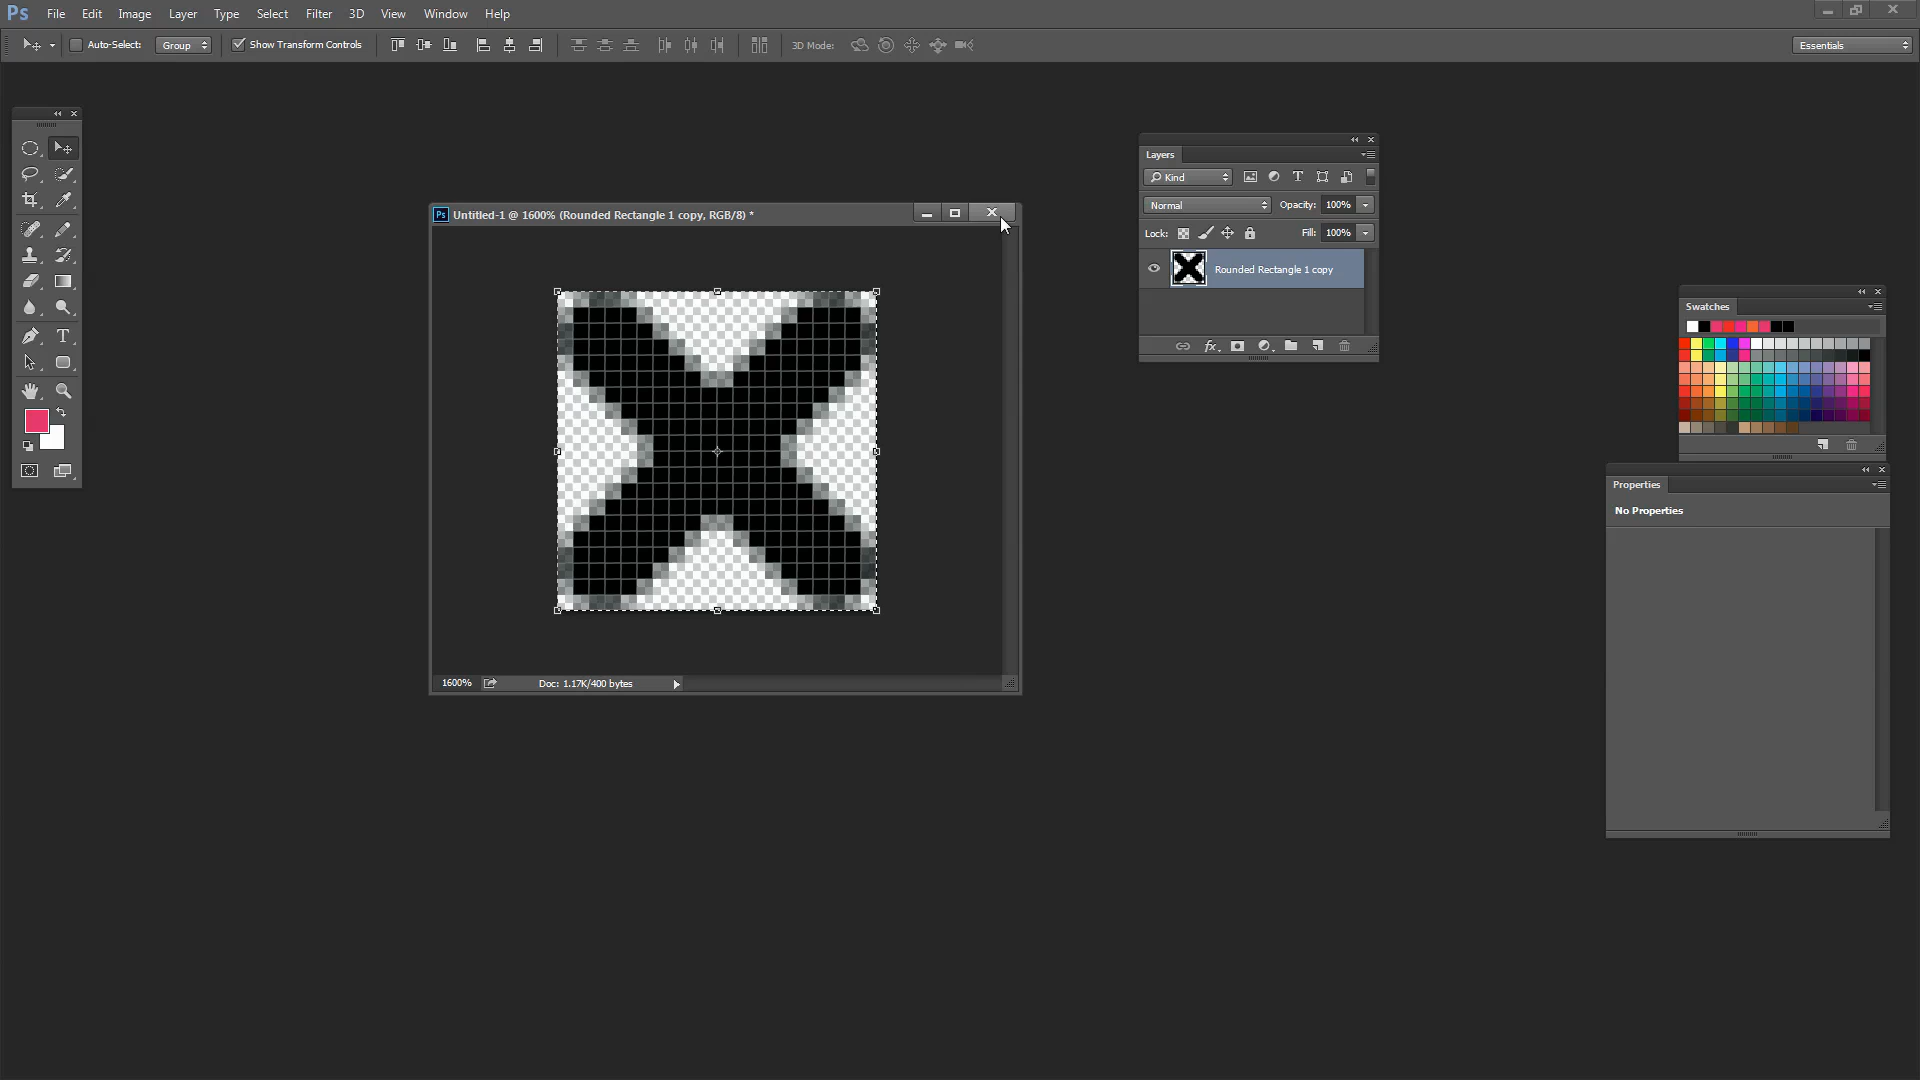 Ps File Edit Image Layer Type Select Filter 3D View Window Help
Auto-Select: Group Show Transform Controls 3D Mode: Essentials
Layers
Kind
Ps Untitled-1 @ 1600% (Rounded Rectangle 1 copy, RGB/8) *
Normal Opacity: 100%
Lock: Fill: 100%
Rounded Rectangle 1 copy
fx
Swatches
Properties
No Properties
1600% Doc: 1.17K/400 bytes